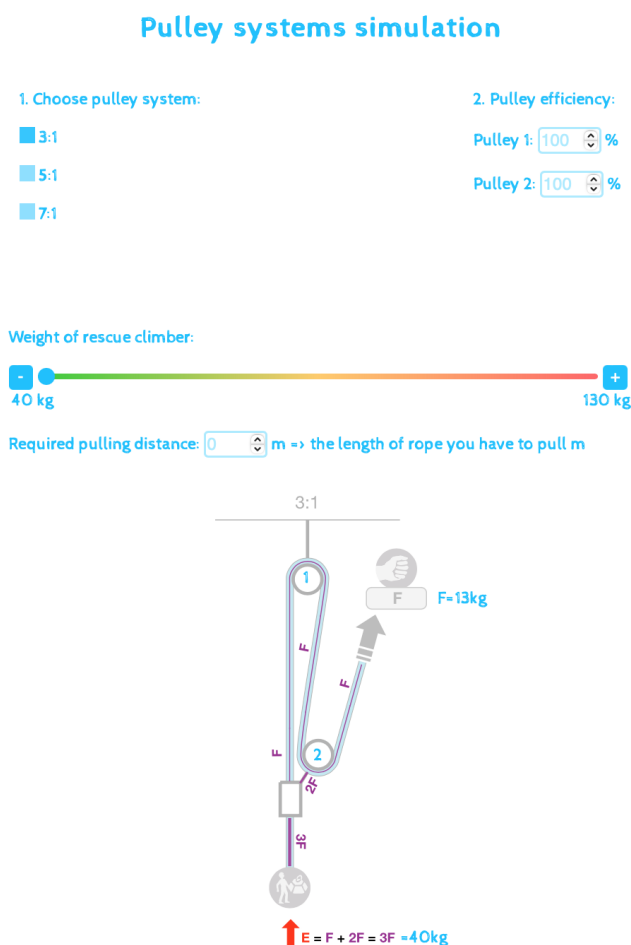 Pulley systems simulation
1. Choose pulley system:
3:1
5:1
7:1
2. Pulley efficiency:
Pulley 1: 100 %
Pulley 2: 100 %
Weight of rescue climber:
- +
40 kg 130 kg
Required pulling distance: 0 m => the length of rope you have to pull m
3:1
1
F F=13kg
F
F
F
2
2F
3F
E = F + 2F = 3F =40kg